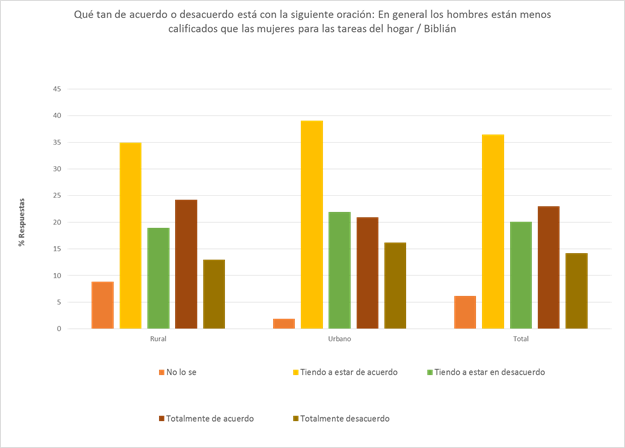 Qué tan de acuerdo o desacuerdo está con la siguiente oración: En general los hombres están menos
calificados que las mujeres para las tareas del hogar / Biblián
45
40
35
30
25
20
15
10
5
0
% Respuestas
Rural Urbano Total
No lo se Tiendo a estar de acuerdo Tiendo a estar en desacuerdo
Totalmente de acuerdo Totalmente desacuerdo